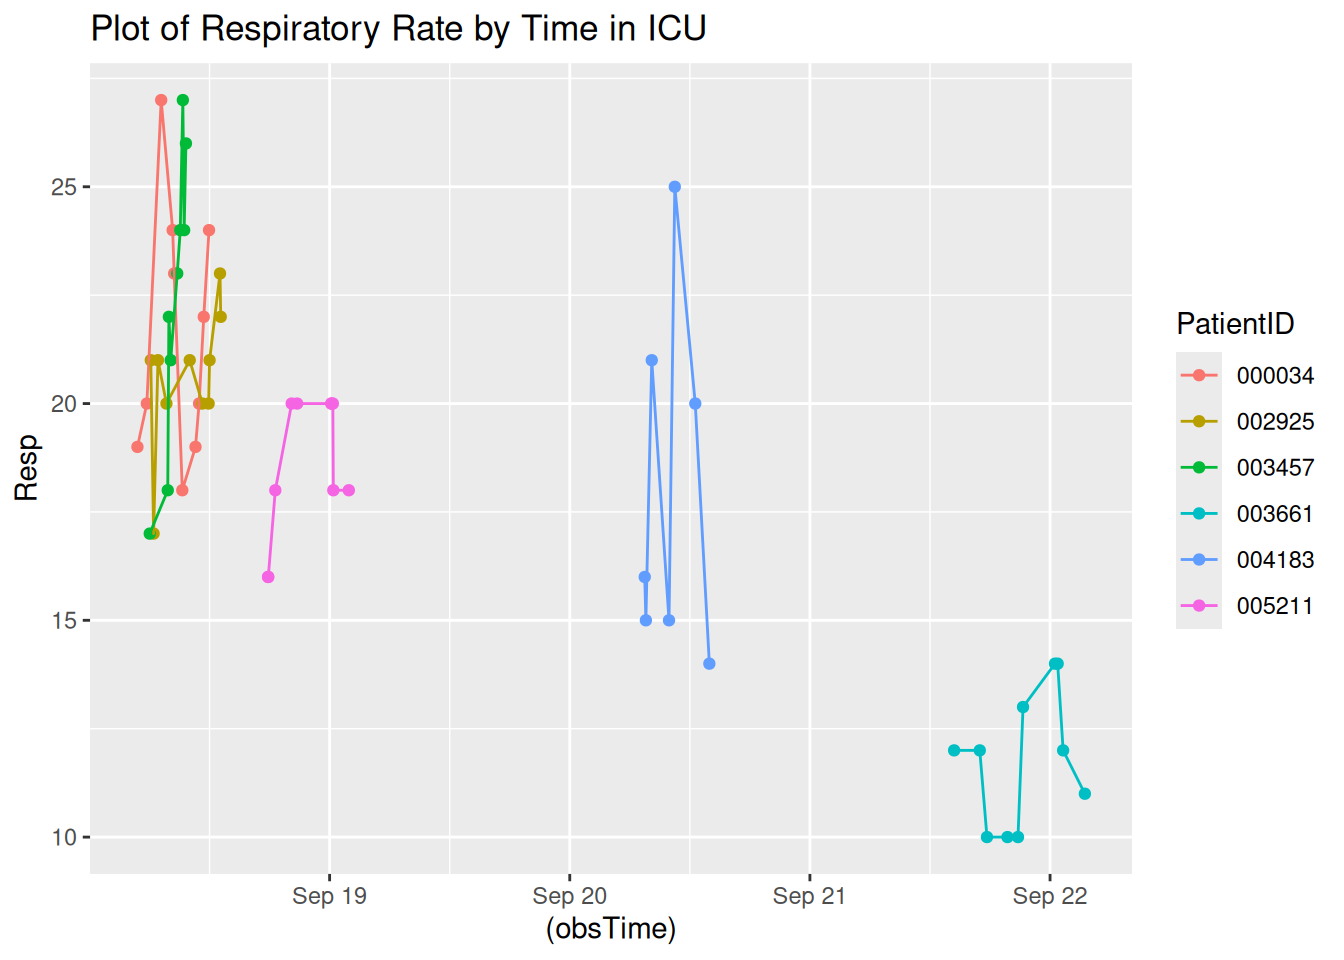 Plot of Respiratory Rate by Time in ICU
Resp
25
20
15
10
Sep 19
Sep 20
Sep 21
Sep 22
(obsTime)
PatientID
000034
002925
003457
003661
004183
005211